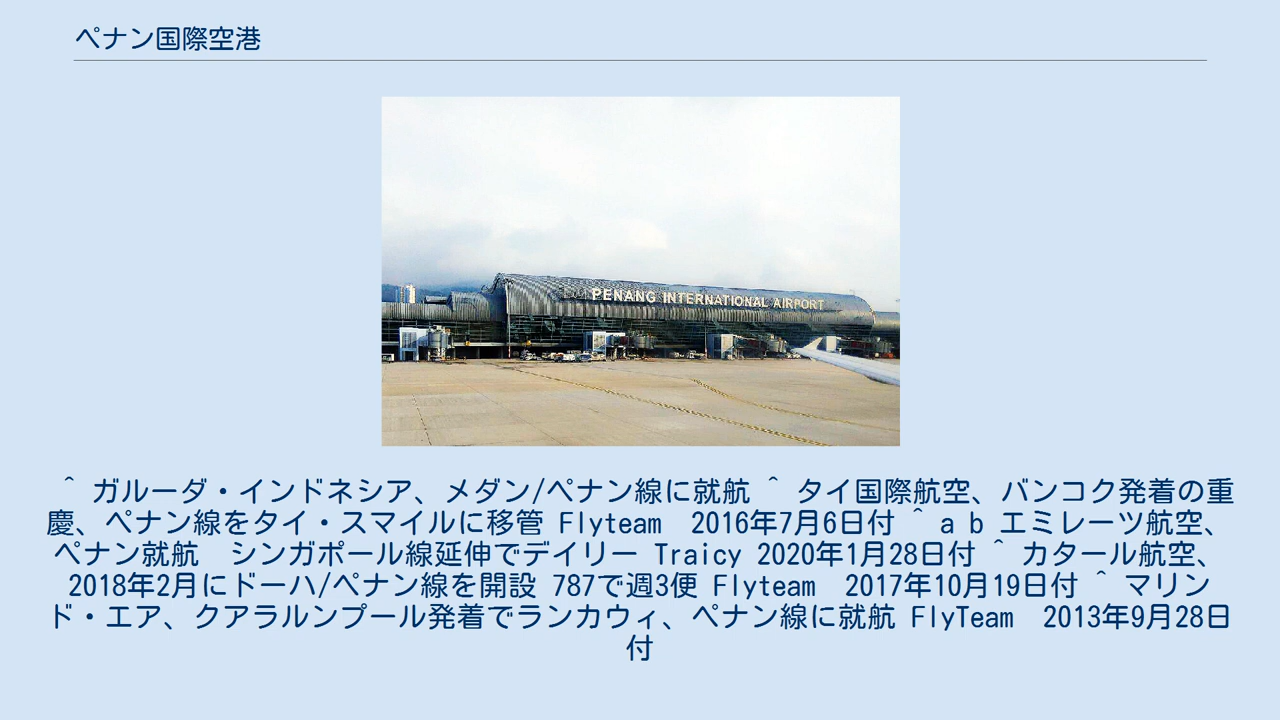 ペナン国際空港
PENANG INTERNATIONAL AIRPORT
^ ガルーダ・インドネシア、メダン/ペナン線に就航 ^ タイ国際航空、バンコク発着の重
慶、ペナン線をタイ・スマイルに移管 Flyteam　2016年7月6日付 ^ a b エミレーツ航空、
ペナン就航　シンガポール線延伸でデイリー Traicy 2020年1月28日付 ^ カタール航空、
2018年2月にドーハ/ペナン線を開設 787で週3便 Flyteam　2017年10月19日付 ^ マリン
ド・エア、クアラルンプール発着でランカウィ、ペナン線に就航 FlyTeam　2013年9月28日
付